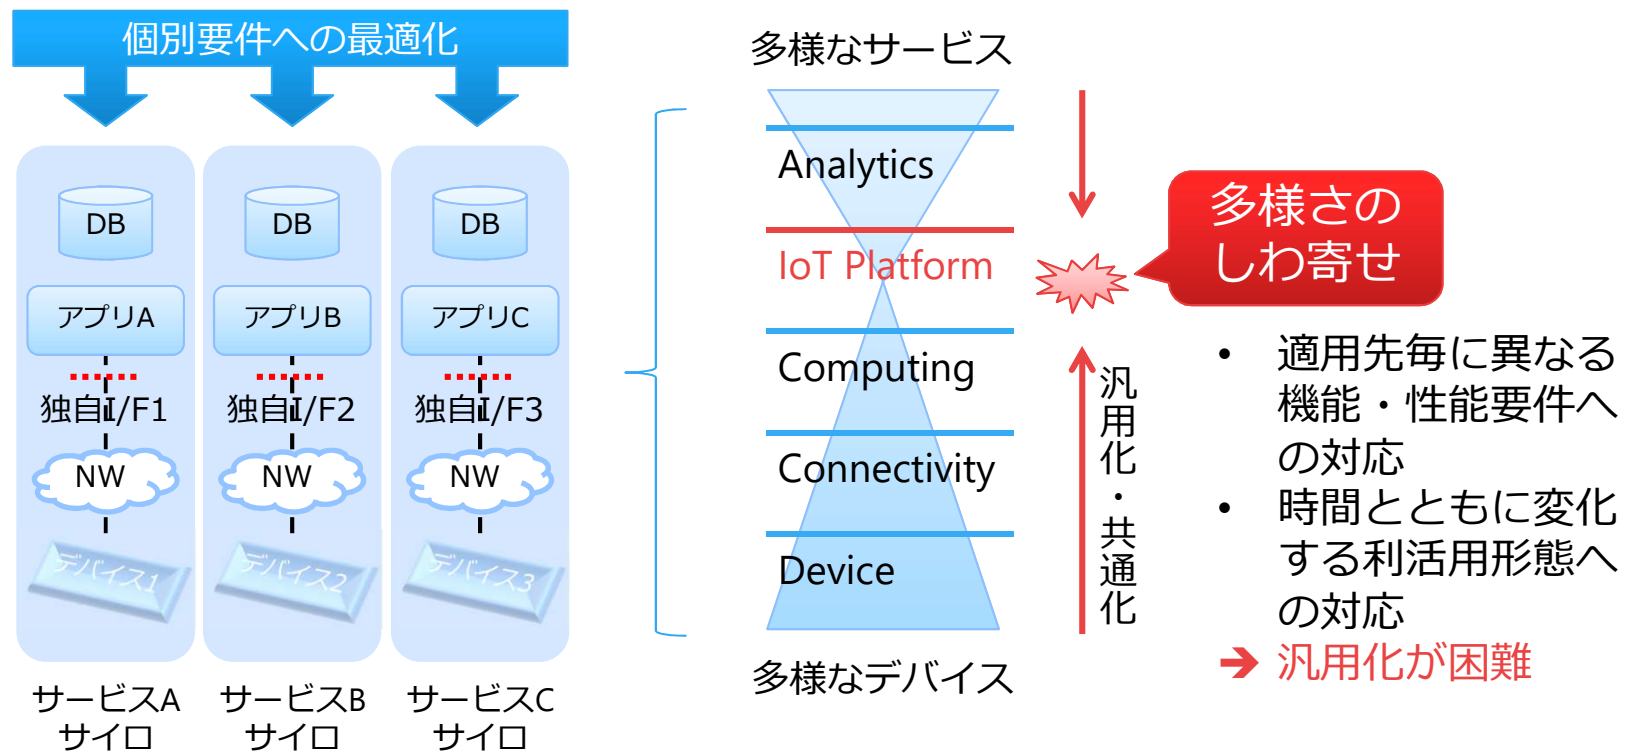 個別要件への最適化
DB
アプリA
独自I/F1
NW
デバイス1
サービスA
サイロ
DB
アプリB
独自I/F2
NW
デバイス2
サービスB
サイロ
DB
アプリC
独自I/F3
NW
デバイス3
サービスC
サイロ
多様なサービス
Analytics
IoT Platform
Computing
Connectivity
Device
多様なデバイス
汎用化・共通化
多様さの
しわ寄せ
• 適用先毎に異なる
機能・性能要件へ
の対応
• 時間とともに変化
する利活用形態へ
の対応
➔ 汎用化が困難